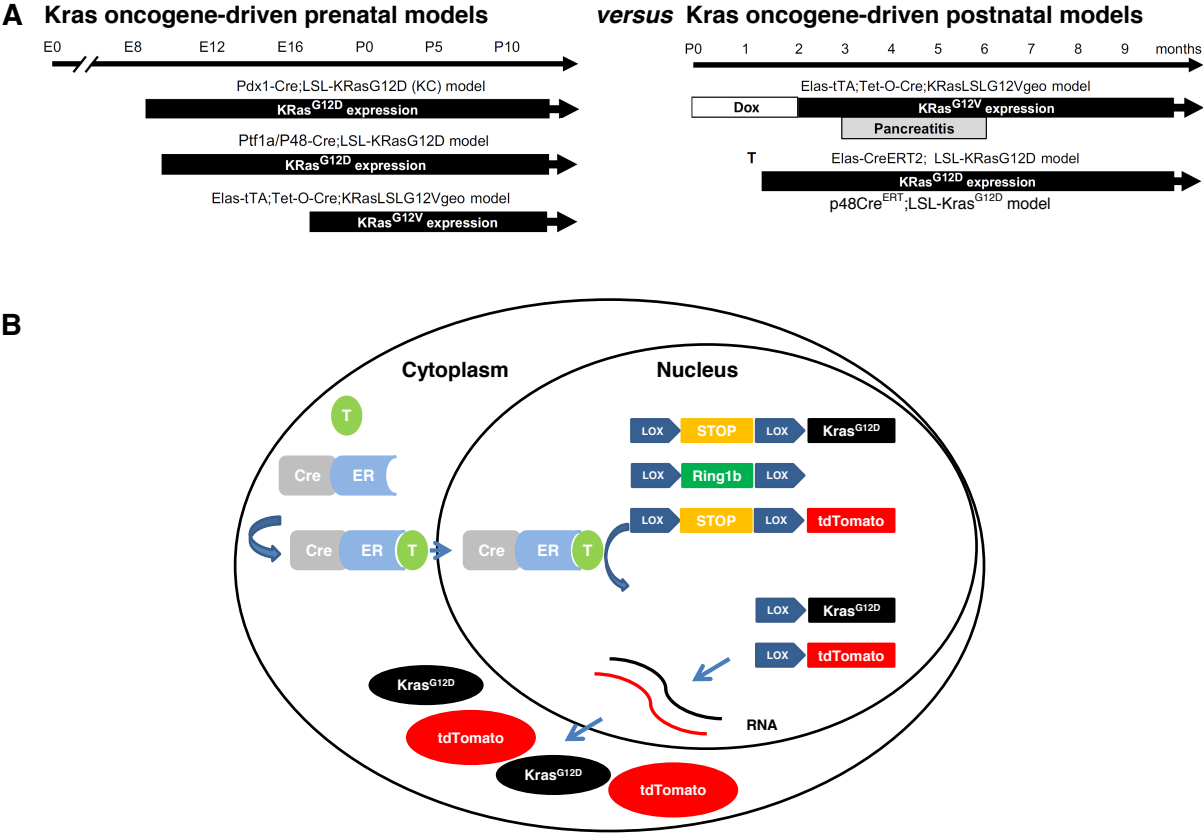 A Kras oncogene-driven prenatal models versus Kras oncogene-driven postnatal models
E0 E8 E12 E16 P0 P5 P10
Pdx1-Cre;LSL-KRasG12D (KC) model
KRasG12D expression
Ptf1a/P48-Cre;LSL-KRasG12D model
KRasG12D expression
Elas-tTA;Tet-O-Cre;KRasLSLG12Vgeo model
KRasG12V expression
P0 1 2 3 4 5 6 7 8 9 months
Elas-tTA;Tet-O-Cre;KRasLSLG12Vgeo model
Dox KRasG12V expression
Pancreatitis
T Elas-CreERT2; LSL-KRasG12D model
KRasG12D expression
p48CreERT;LSL-KrasG12D model
B
Cytoplasm Nucleus
T
LOX STOP LOX KrasG12D
Cre ER
LOX Ring1b LOX
LOX STOP LOX tdTomato
Cre ER T Cre ER T
LOX KrasG12D
LOX tdTomato
KrasG12D
RNA
tdTomato
KrasG12D
tdTomato